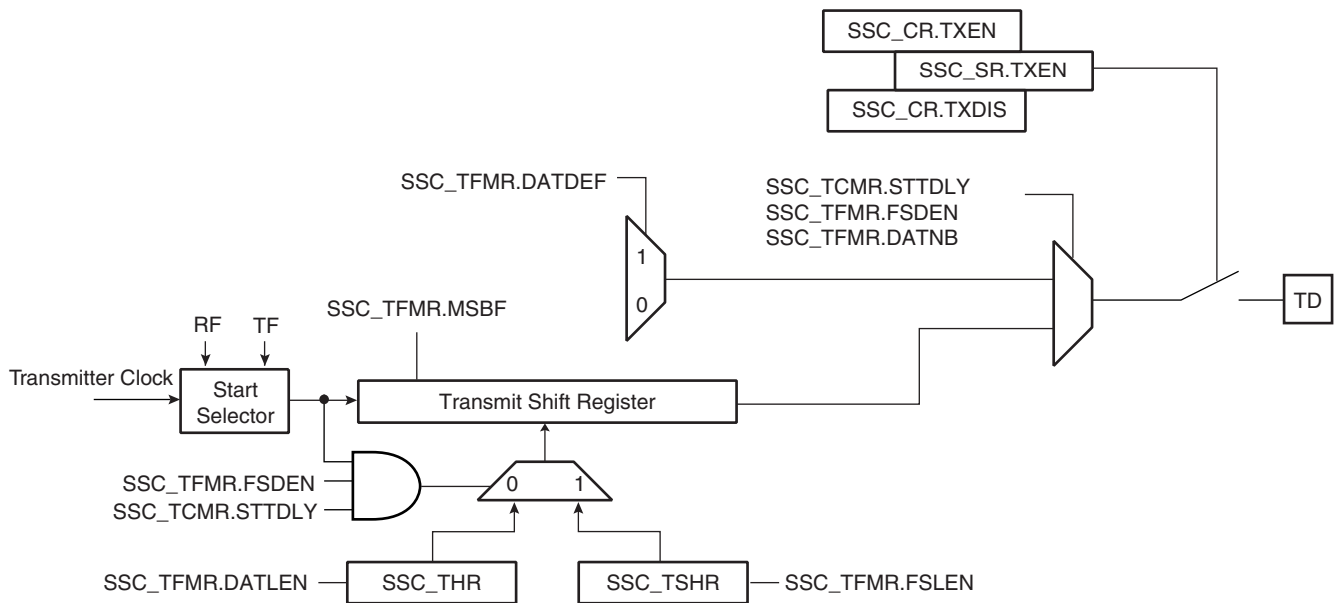 SSC_CR.TXEN
SSC_SR.TXEN
SSC_CR.TXDIS
SSC_TFMR.DATDEF
SSC_TCMR.STTDLY
SSC_TFMR.FSDEN
SSC_TFMR.DATNB
1
0
TD
SSC_TFMR.MSBF
RF
TF
Transmitter Clock
Start
Selector
Transmit Shift Register
SSC_TFMR.FSDEN
SSC_TCMR.STTDLY
0
1
SSC_TFMR.DATLEN
SSC_THR
SSC_TSHR
SSC_TFMR.FSLEN